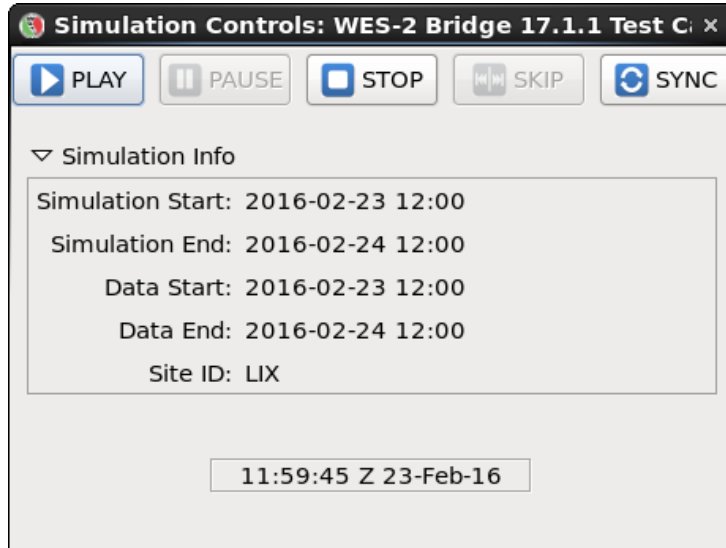 Simulation Controls: WES-2 Bridge 17.1.1 Test
PLAY PAUSE STOP SKIP SYNC
Simulation Info
Simulation Start: 2016-02-23 12:00
Simulation End: 2016-02-24 12:00
Data Start: 2016-02-23 12:00
Data End: 2016-02-24 12:00
Site ID: LIX
11:59:45 Z 23-Feb-16